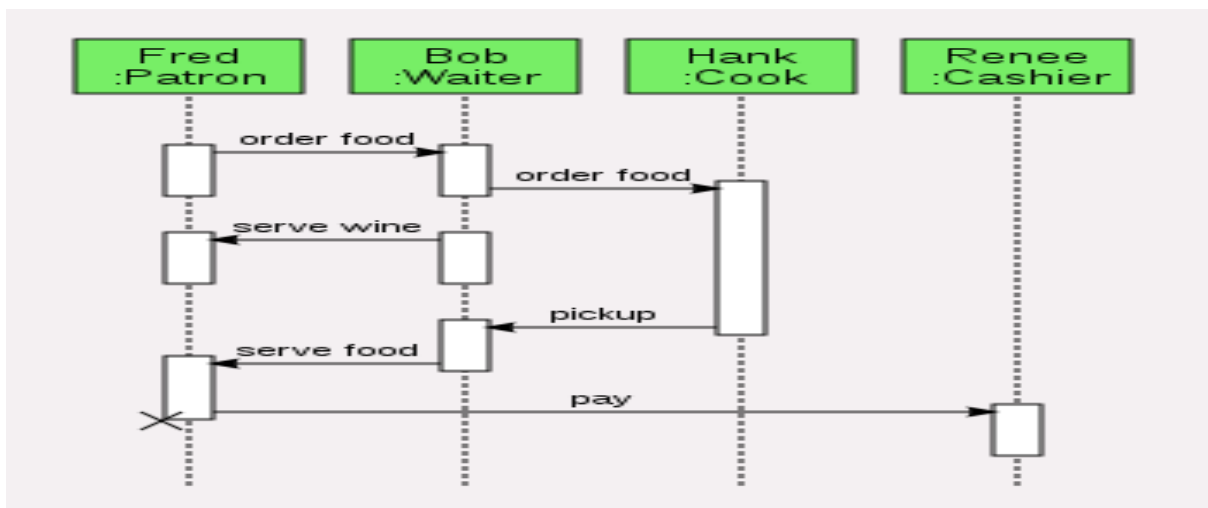 Fred
:Patron
Bob
:Waiter
Hank
:Cook
Renee
:Cashier
order food
order food
serve wine
pickup
serve food
pay